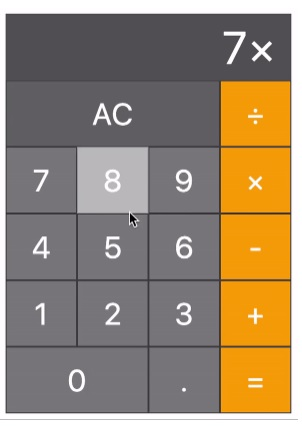 7×
AC ÷
7 8 9 ×
4 5 6 -
1 2 3 +
0 . =